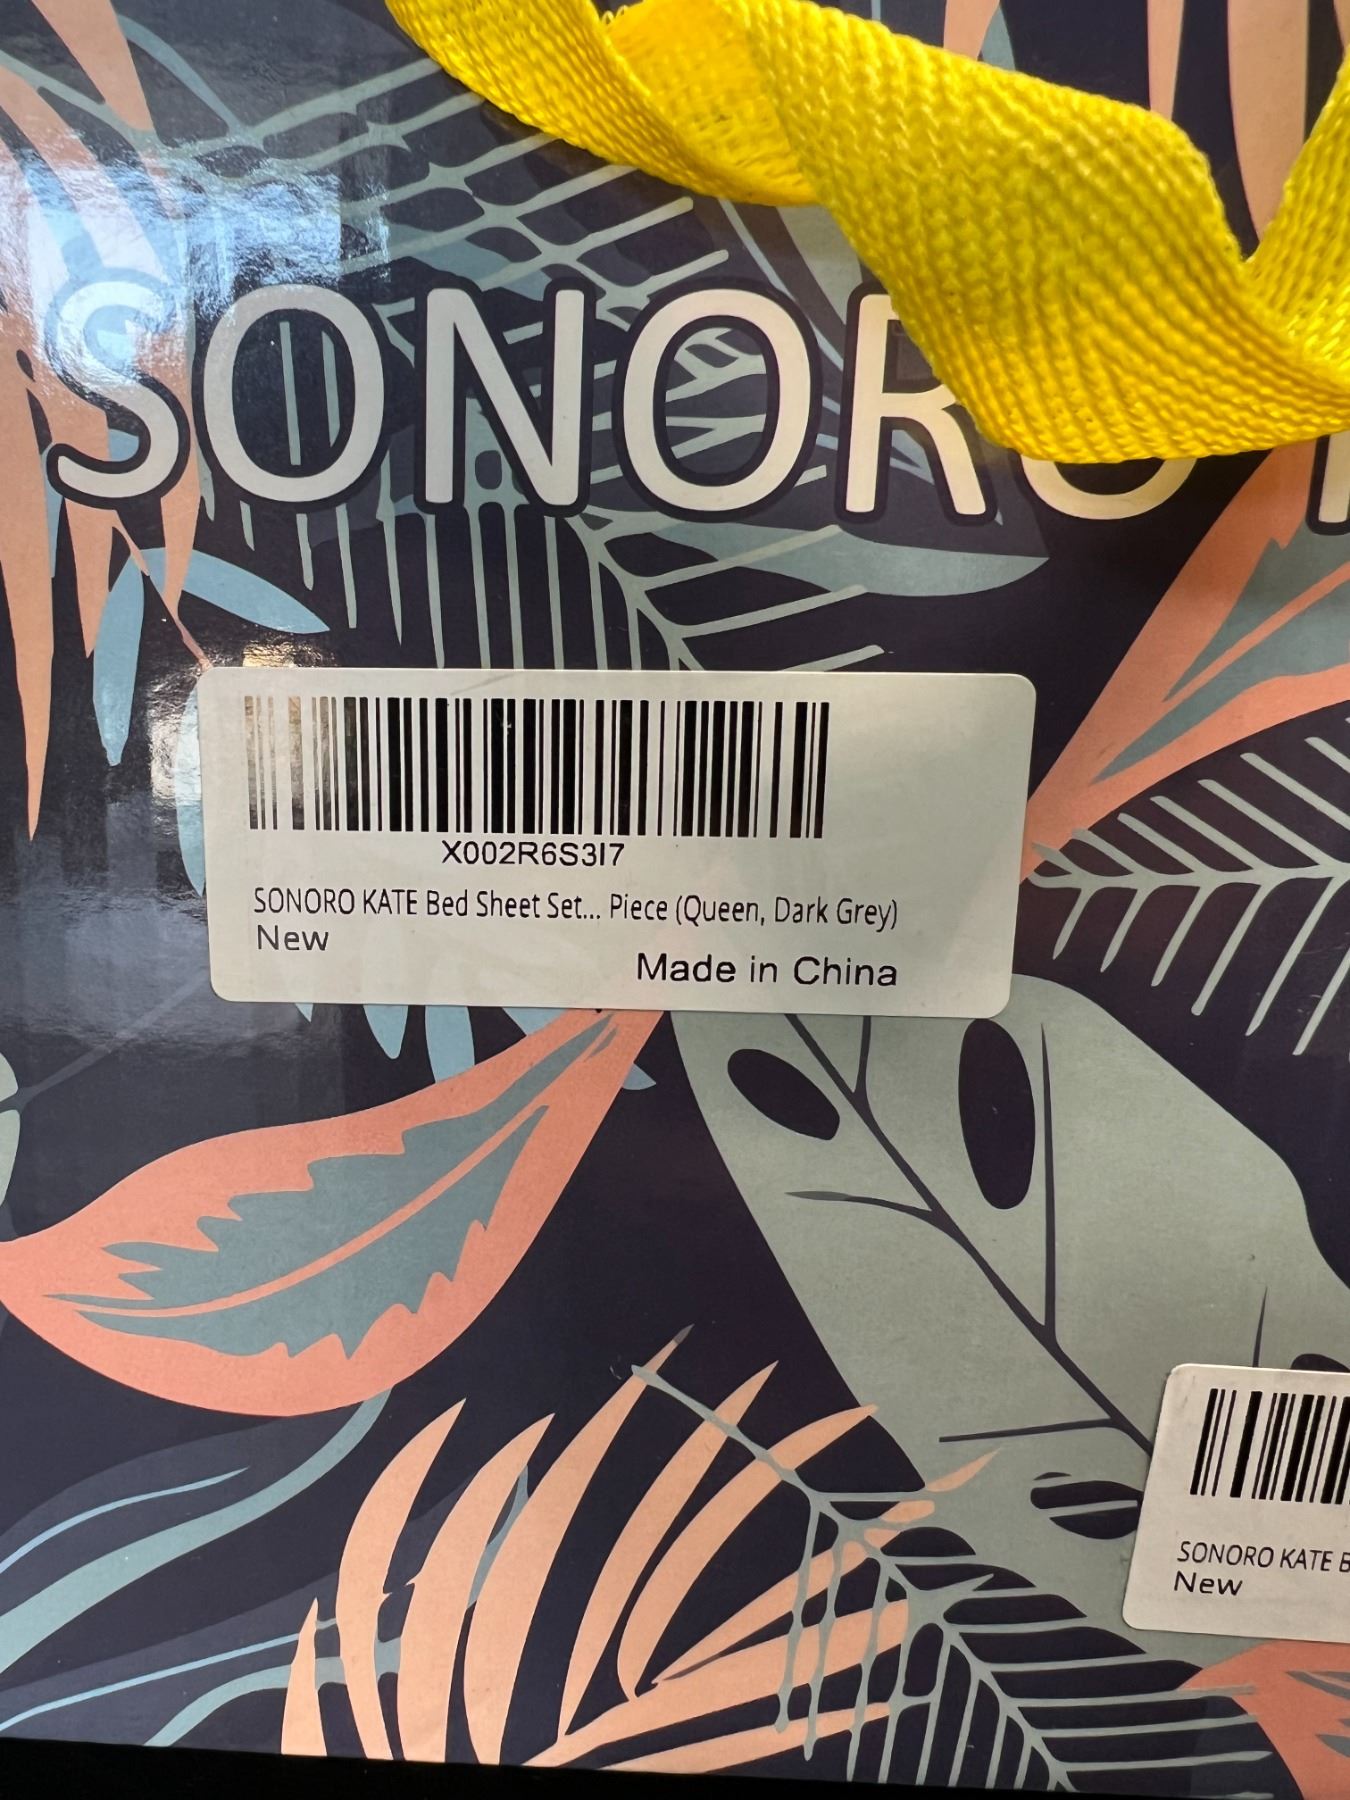 SONORO
X002R6S3I7
SONORO KATE Bed Sheet Set... Piece (Queen, Dark Grey)
New
Made in China
SONORO KATE
New